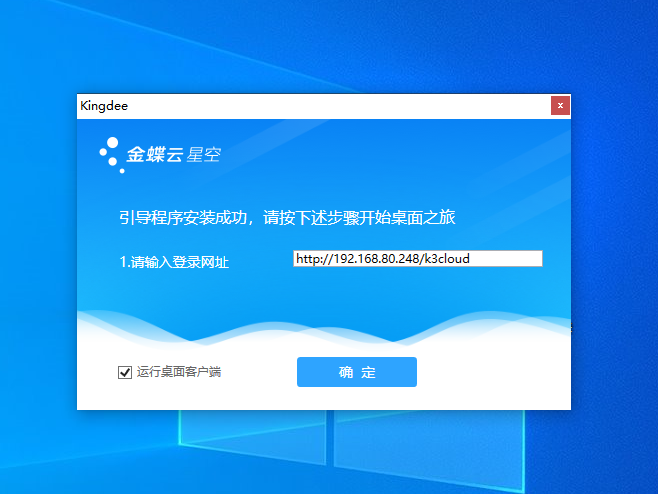 Kingdee
金蝶云 星空
引导程序安装成功，请按下述步骤开始桌面之旅
1.请输入登录网址
http://192.168.80.248/k3cloud
运行桌面客户端
确 定